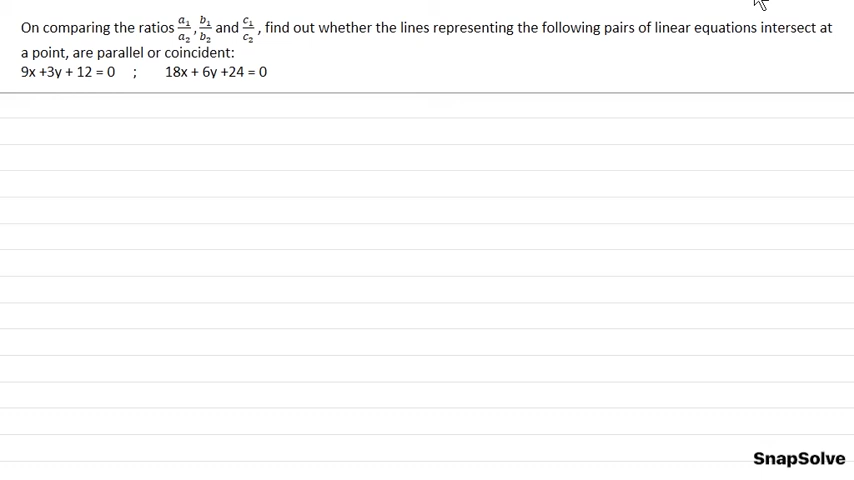 On comparing the ratios a₁/a₂, b₁/b₂ and c₁/c₂, find out whether the lines representing the following pairs of linear equations intersect at
a point, are parallel or coincident:
9x +3y + 12 = 0 ; 18x + 6y +24 = 0
SnapSolve